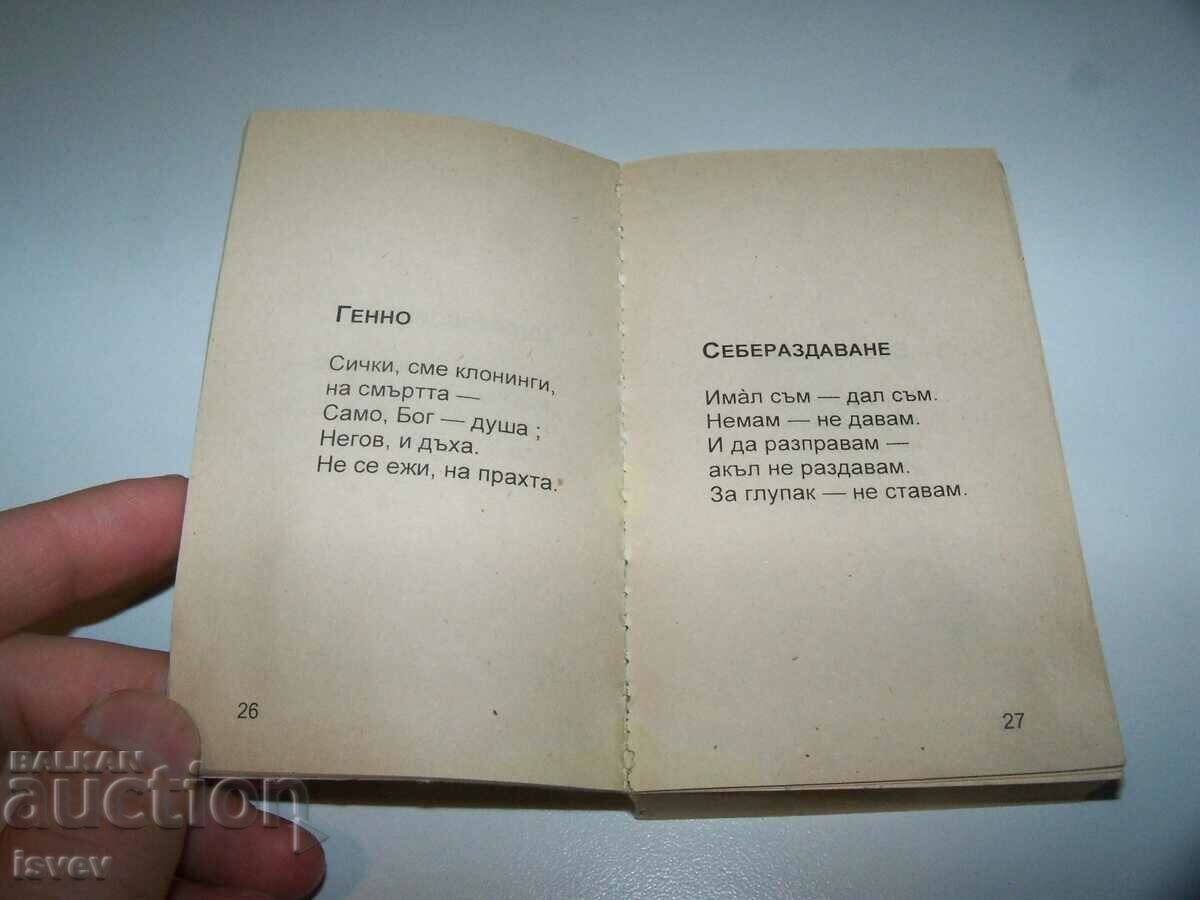 ГЕННО
Сички, сме клонинги,
на смъртта —
Само, Бог — душа ;
Негов, и дъха.
Не се ежи, на прахта.
26
СЕБЕРАЗДАВАНЕ
Имàл съм — дал съм.
Немам — не давам.
И да разправам —
акъл не раздавам.
За глупак — не ставам.
27
BALKAN
auction
isvev